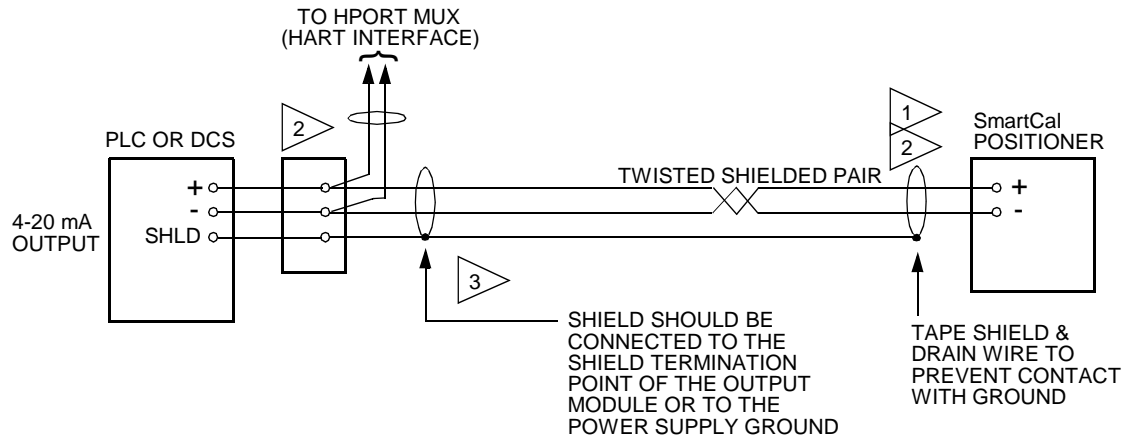 TO HPORT MUX
(HART INTERFACE)
2
1
2
PLC OR DCS
SmartCal
POSITIONER
TWISTED SHIELDED PAIR
+
-
SHLD
4-20 mA
OUTPUT
+
-
3
SHIELD SHOULD BE
CONNECTED TO THE
SHIELD TERMINATION
POINT OF THE OUTPUT
MODULE OR TO THE
POWER SUPPLY GROUND
TAPE SHIELD &
DRAIN WIRE TO
PREVENT CONTACT
WITH GROUND